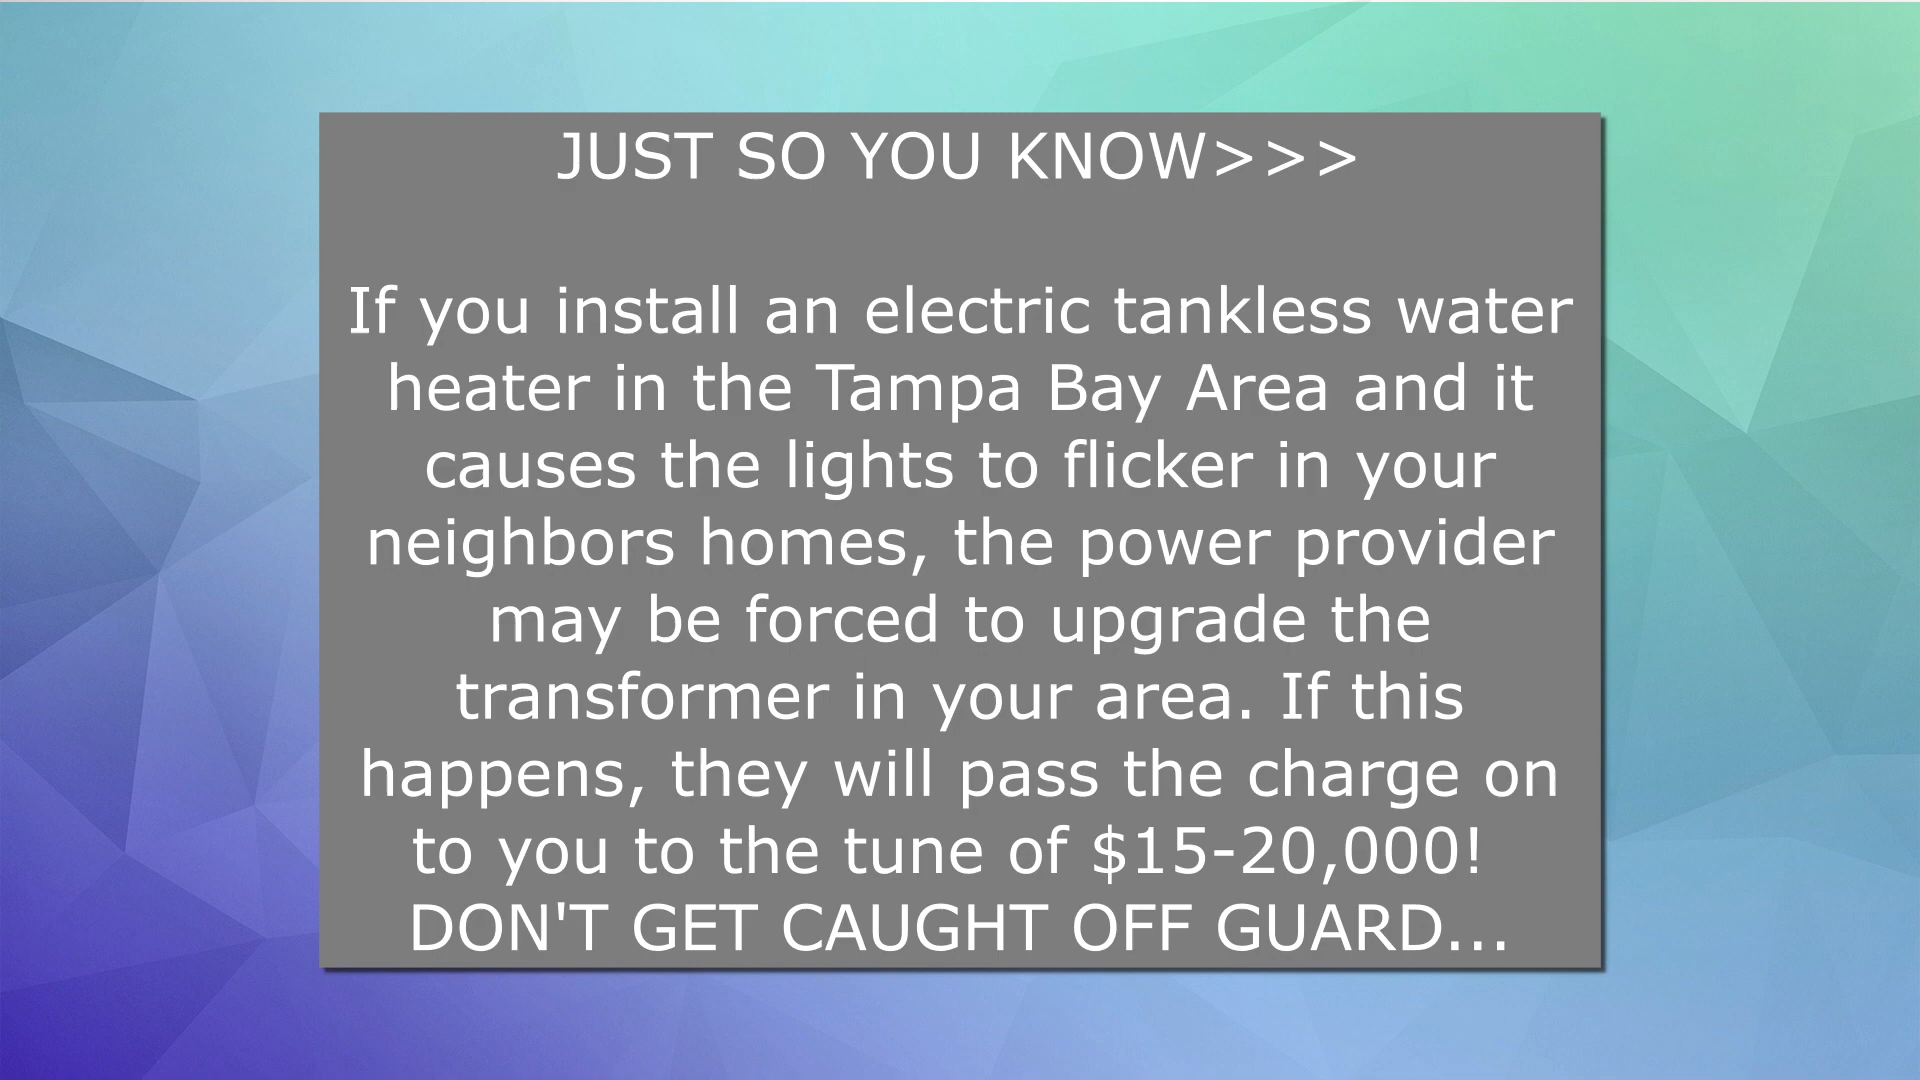 JUST SO YOU KNOW>>>
If you install an electric tankless water
heater in the Tampa Bay Area and it
causes the lights to flicker in your
neighbors homes, the power provider
may be forced to upgrade the
transformer in your area. If this
happens, they will pass the charge on
to you to the tune of $15-20,000!
DON'T GET CAUGHT OFF GUARD...